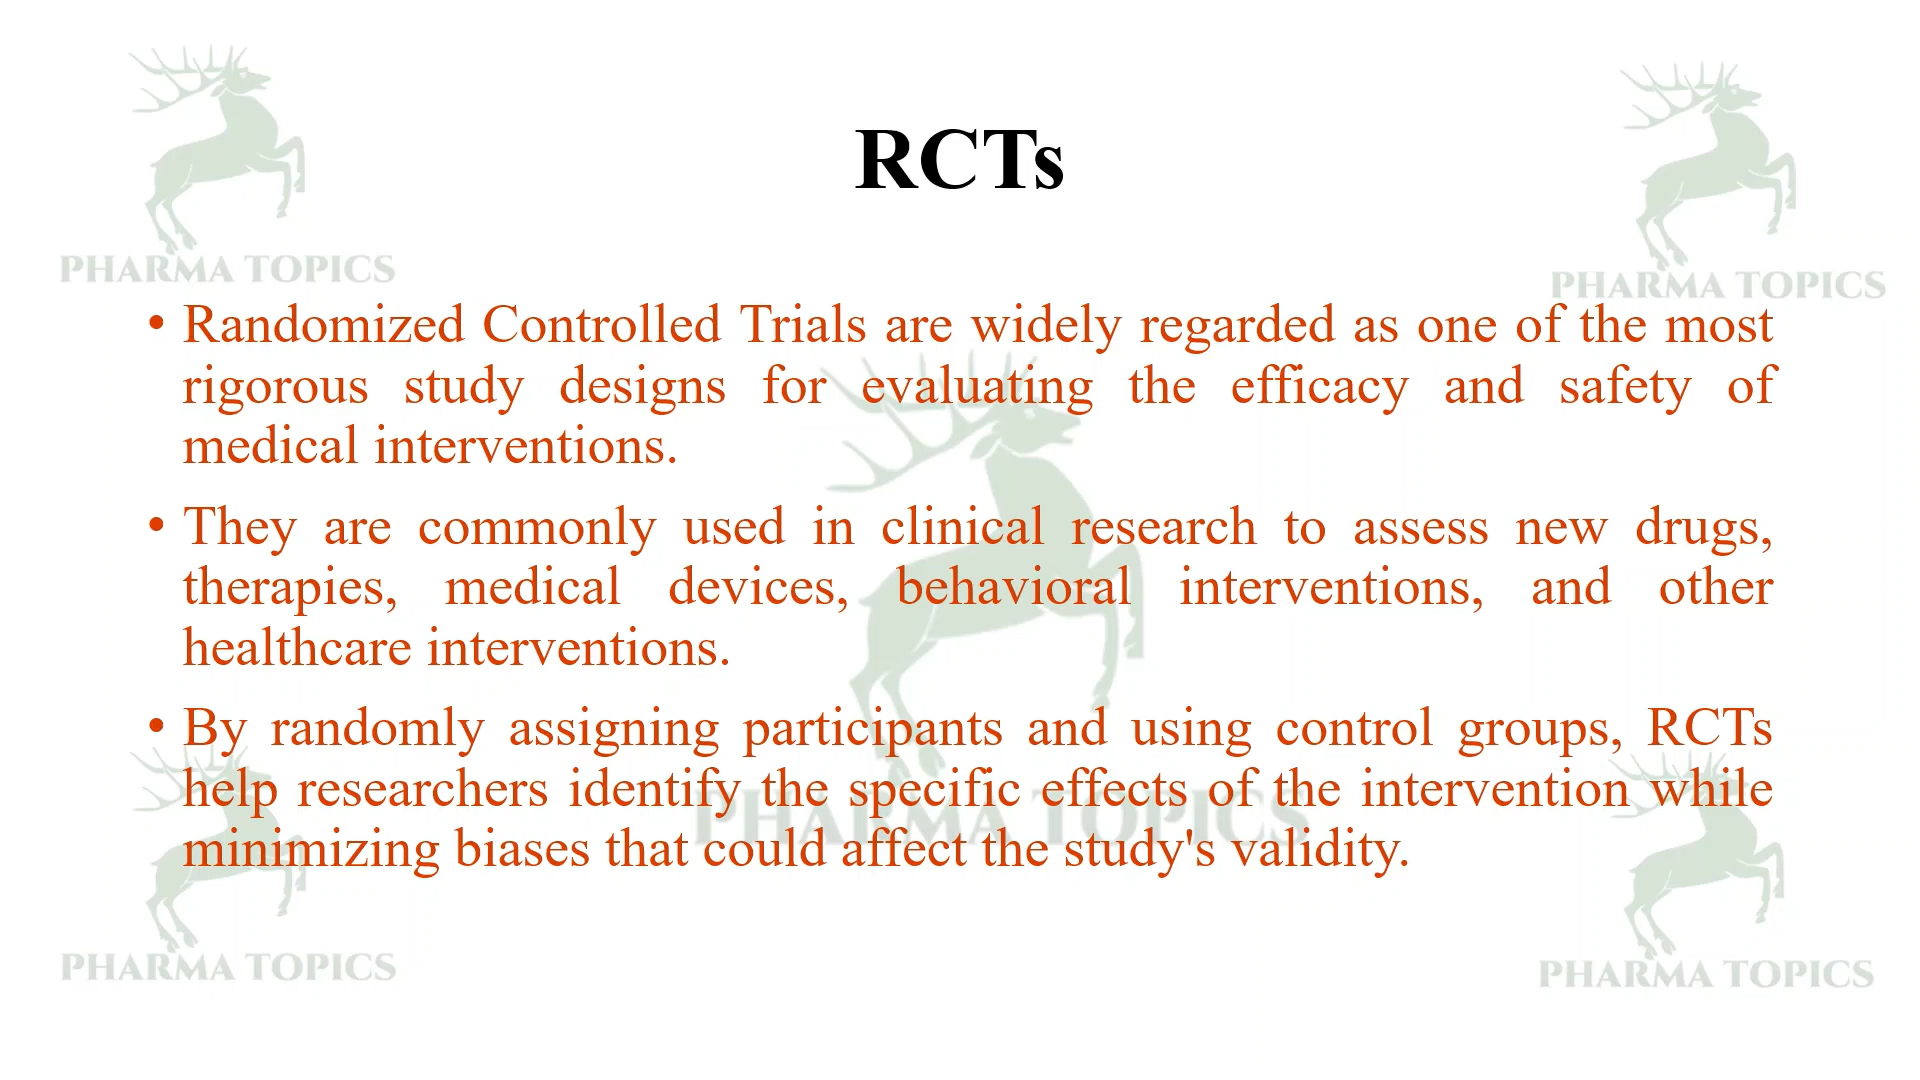 RCTs
PHARMA TOPICS
PHARMA TOPICS
• Randomized Controlled Trials are widely regarded as one of the most
rigorous study designs for evaluating the efficacy and safety of
medical interventions.
• They are commonly used in clinical research to assess new drugs,
therapies, medical devices, behavioral interventions, and other
healthcare interventions.
• By randomly assigning participants and using control groups, RCTs
help researchers identify the specific effects of the intervention while
minimizing biases that could affect the study's validity.
PHARMA TOPICS
PHARMA TOPICS
PHARMA TOPICS